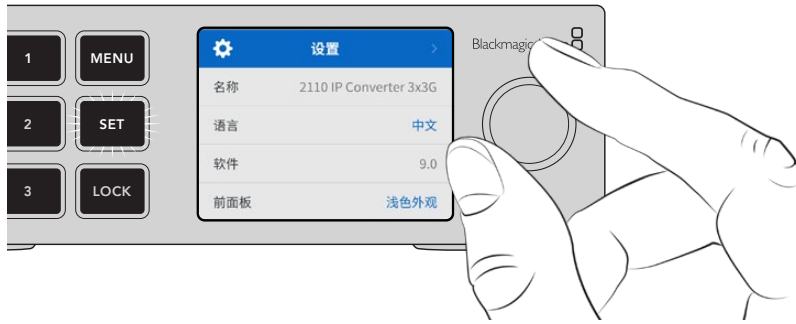 1
MENU
2
SET
3
LOCK
设置
名称 2110 IP Converter 3x3G
语言 中文
软件 9.0
前面板 浅色外观
Blackmagic